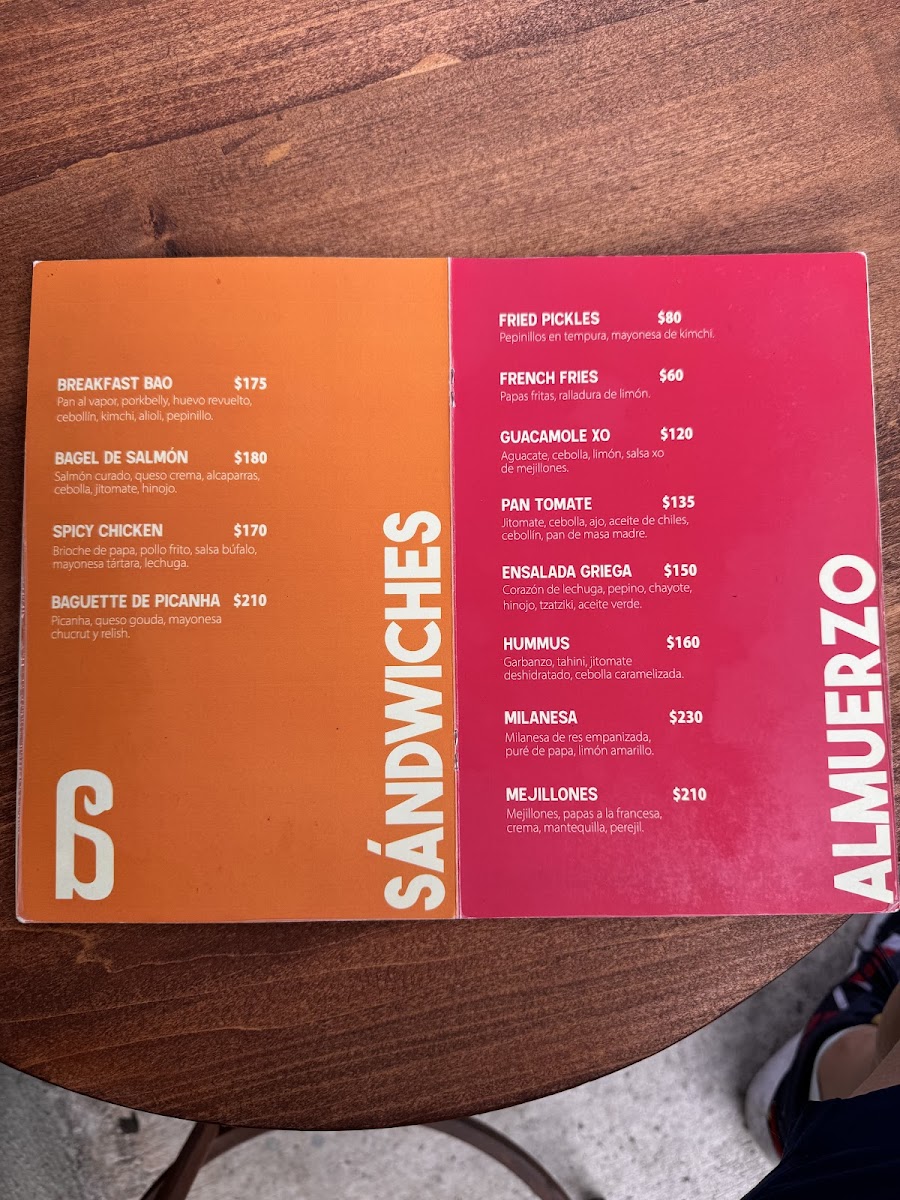 BREAKFAST BAO $175
Pan al vapor, porkbelly, huevo revuelto,
cebollín, kimchi, alioli, pepinillo.
BAGEL DE SALMÓN $180
Salmón curado, queso crema, alcaparras,
cebolla, jitomate, hinojo.
SPICY CHICKEN $170
Brioche de papa, pollo frito, salsa búfalo,
mayonesa tártara, lechuga.
BAGUETTE DE PICANHA $210
Picanha, queso gouda, mayonesa
chucrut y relish.
SÁNDWICHES
FRIED PICKLES $80
Pepinillos en tempura, mayonesa de kimchi.
FRENCH FRIES $60
Papas fritas, ralladura de limón.
GUACAMOLE XO $120
Aguacate, cebolla, limón, salsa xo
de mejillones.
PAN TOMATE $135
Jitomate, cebolla, ajo, aceite de chiles,
cebollín, pan de masa madre.
ENSALADA GRIEGA $150
Corazón de lechuga, pepino, chayote,
hinojo, tzatziki, aceite verde.
HUMMUS $160
Garbanzo, tahini, jitomate
deshidratado, cebolla caramelizada.
MILANESA $230
Milanesa de res empanizada,
puré de papa, limón amarillo.
MEJILLONES $210
Mejillones, papas a la francesa,
crema, mantequilla, perejil.
ALMUERZO